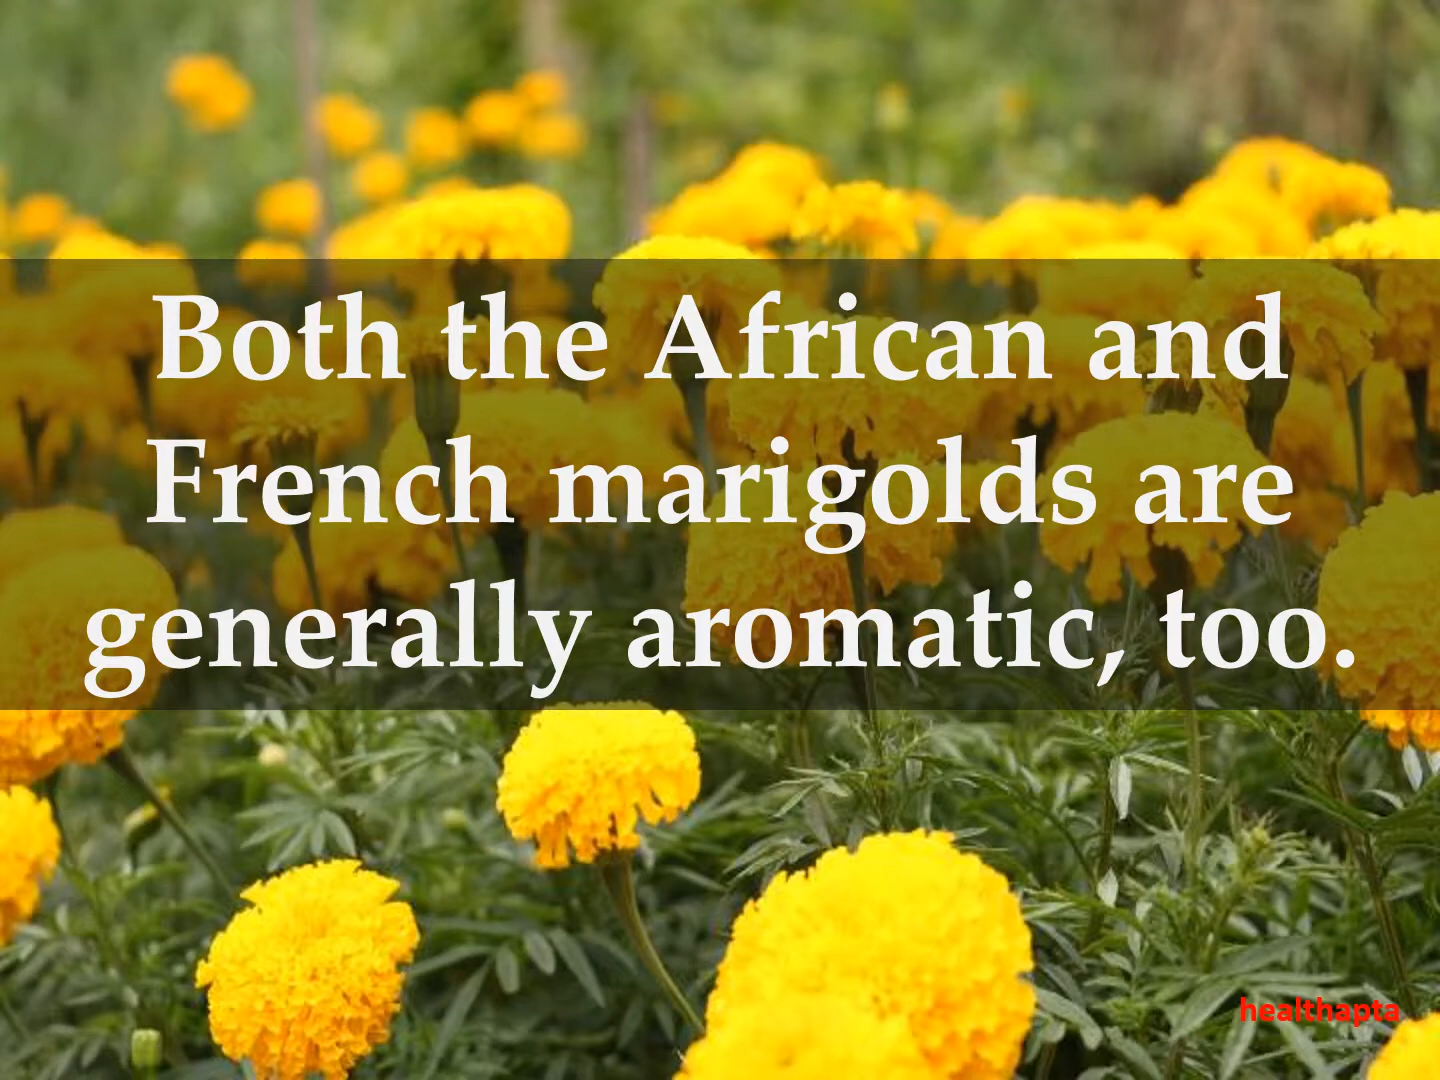 Both the African and
French marigolds are
generally aromatic, too.
healthapta